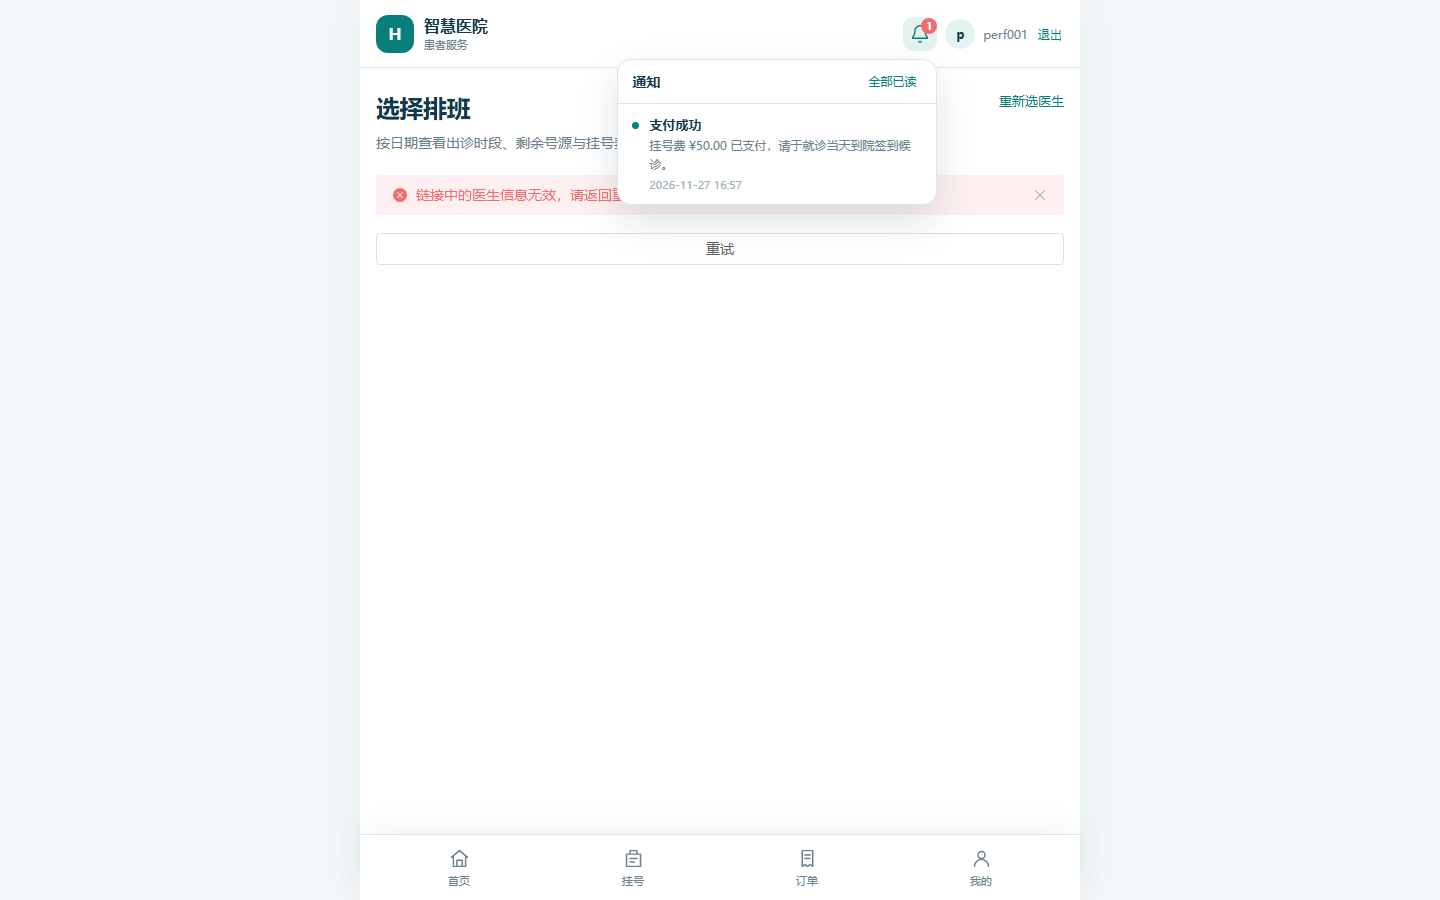 H
智慧医院
患者服务
1
p
perf001
退出
通知
全部已读
支付成功
挂号费 ¥50.00 已支付，请于就诊当天到院签到候
诊。
2026-11-27 16:57
选择排班
重新选医生
按日期查看出诊时段、剩余号源与挂号
链接中的医生信息无效，请返回
重试
首页
挂号
订单
我的